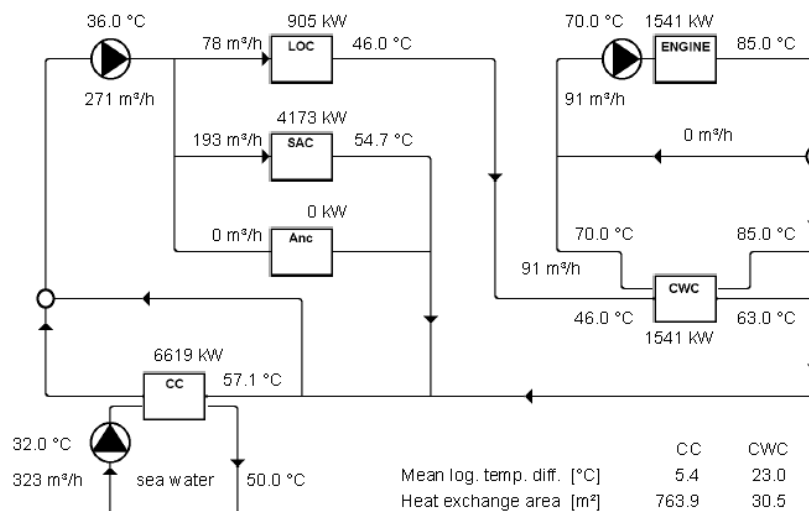 36.0 °C
905 kW
70.0 °C
1541 kW
78 m³/h
LOC
46.0 °C
ENGINE
85.0 °C
271 m³/h
91 m³/h
4173 kW
193 m³/h
SAC
54.7 °C
0 m³/h
0 kW
0 m³/h
Anc
70.0 °C
85.0 °C
91 m³/h
CWC
46.0 °C
63.0 °C
1541 kW
6619 kW
CC
57.1 °C
32.0 °C
323 m³/h
sea water
50.0 °C
CC CWC
Mean log. temp. diff. [°C] 5.4 23.0
Heat exchange area [m²] 763.9 30.5